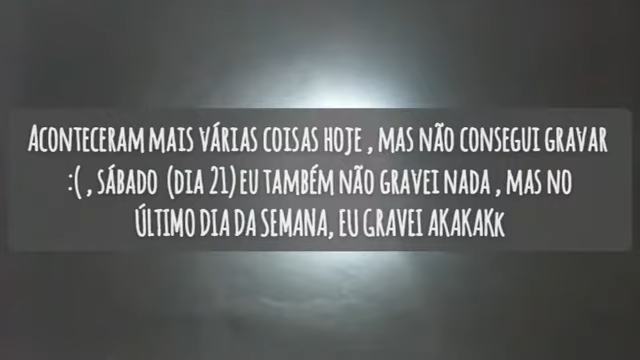 Aconteceram mais várias coisas hoje , mas não consegui gravar
:( , sábado (dia 21) eu também não gravei nada , mas no
último dia da semana, eu gravei akakakk